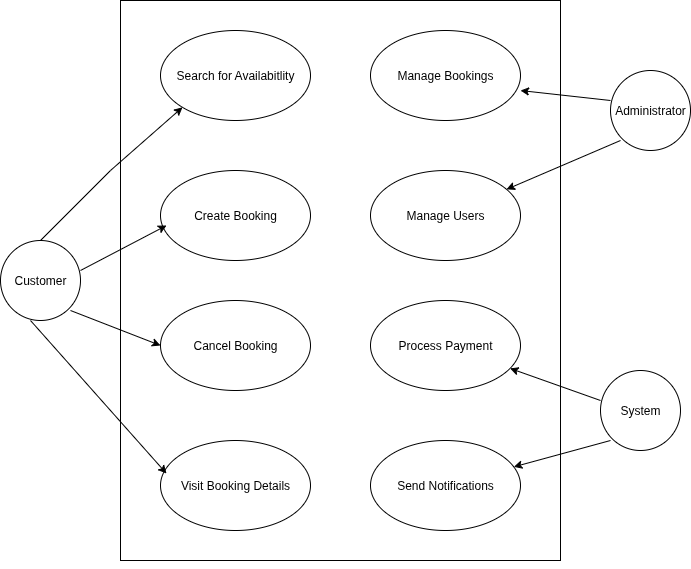 Search for Availabitlity
Manage Bookings
Administrator
Create Booking
Manage Users
Customer
Cancel Booking
Process Payment
System
Visit Booking Details
Send Notifications